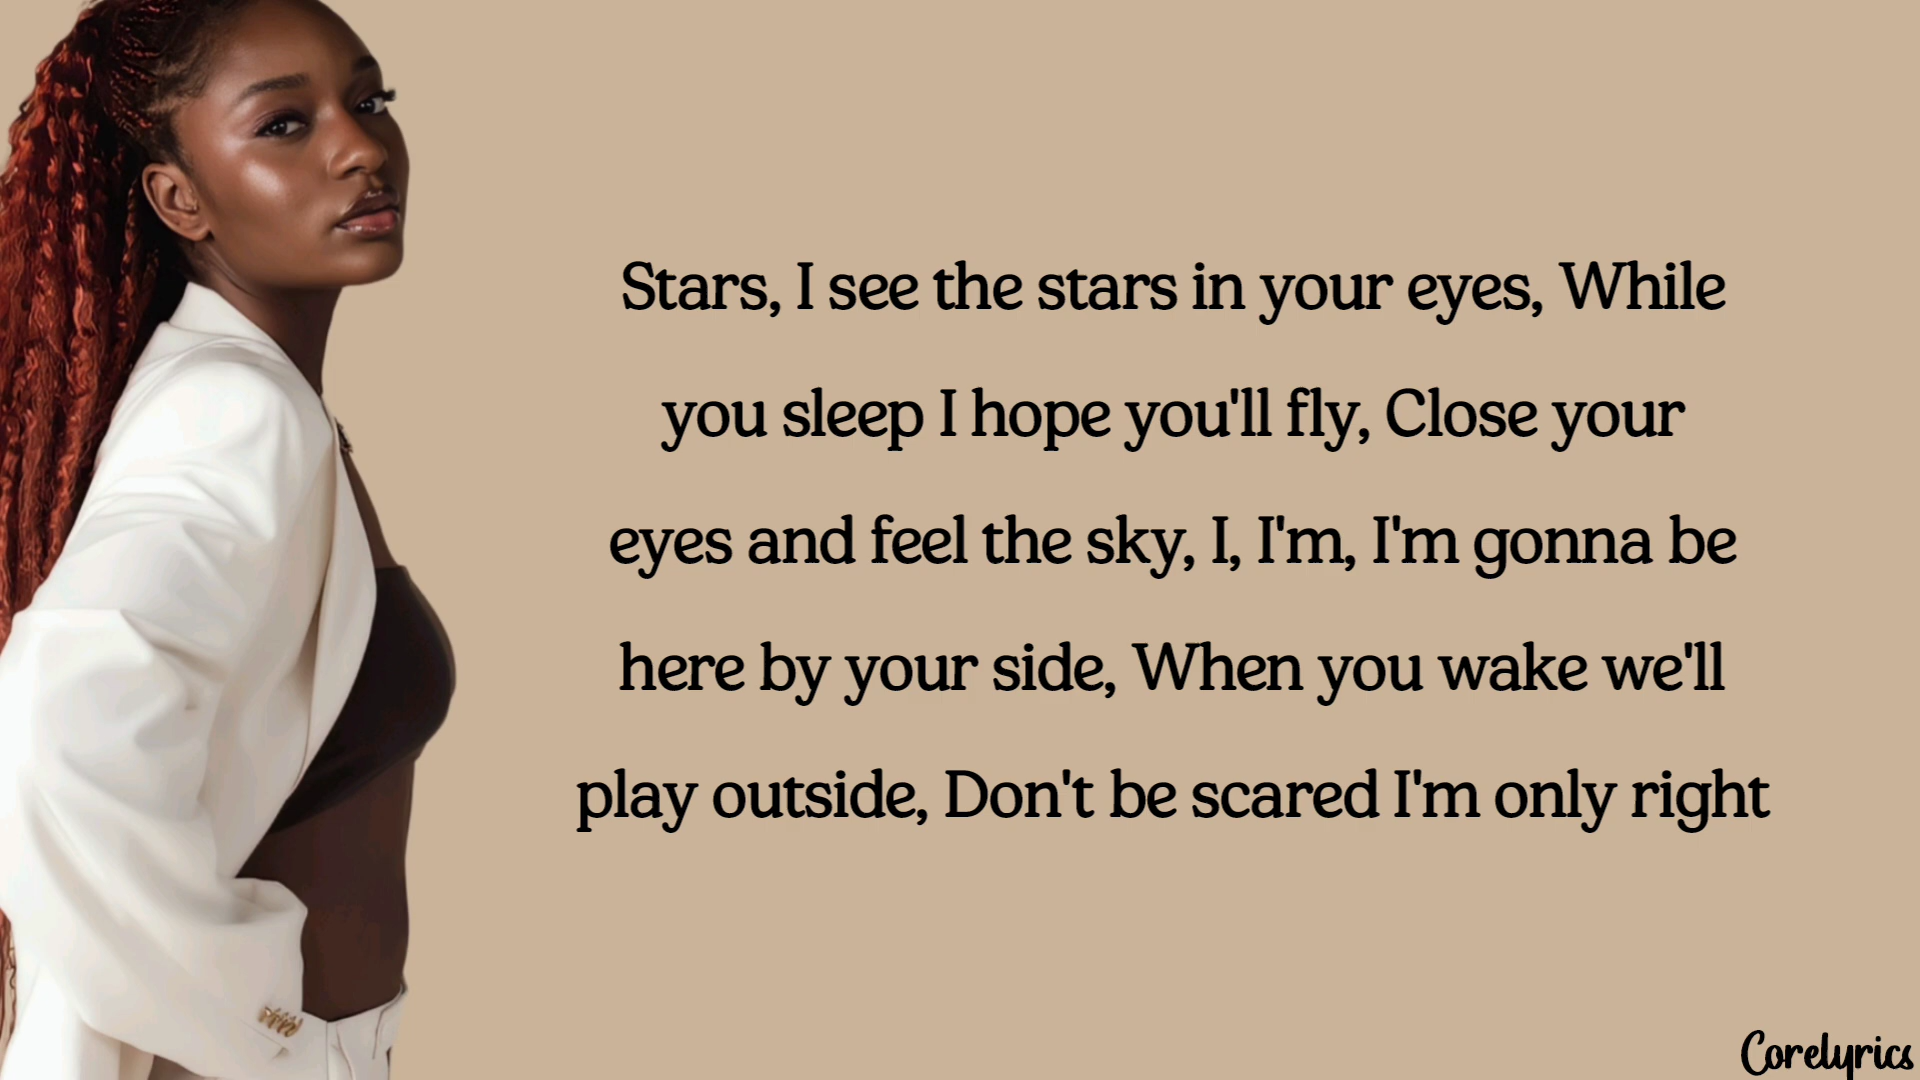 Stars, I see the stars in your eyes, While
you sleep I hope you'll fly, Close your
eyes and feel the sky, I, I'm, I'm gonna be
here by your side, When you wake we'll
play outside, Don't be scared I'm only right
Corelyrics